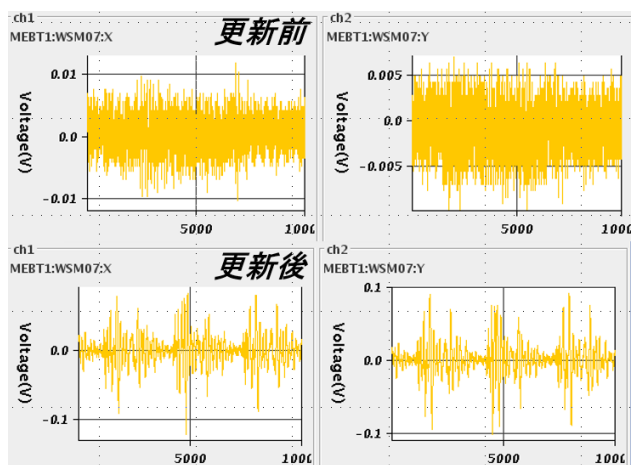 ch1
MEBT1:WSM07:X
更新前
Voltage(V)
0.01
0.0
-0.01
5000
1000
ch2
MEBT1:WSM07:Y
Voltage(V)
0.005
0.0
-0.005
5000
1000
ch1
MEBT1:WSM07:X
更新後
Voltage(V)
0.0
-0.1
5000
1000
ch2
MEBT1:WSM07:Y
Voltage(V)
0.1
0.0
-0.1
5000
1000